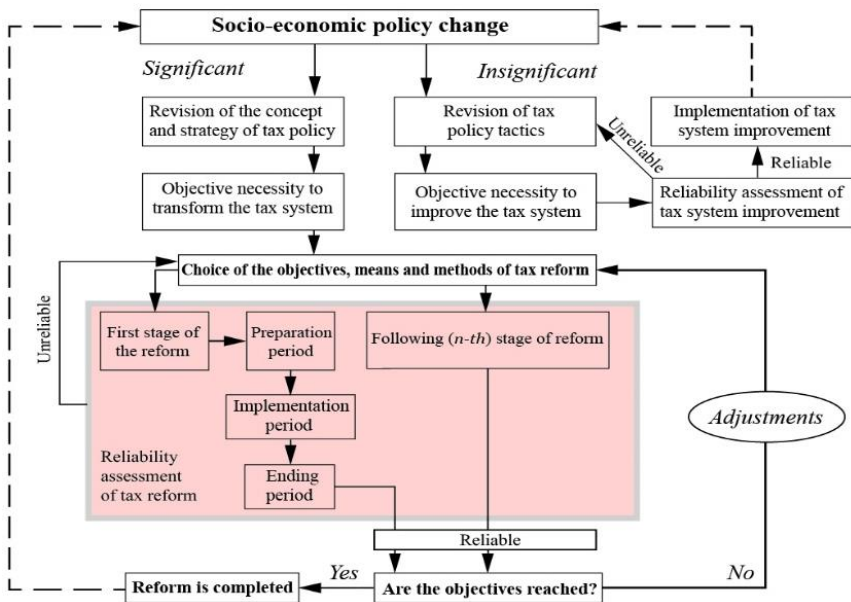 Socio-economic policy change
Significant
Insignificant
Revision of the concept
and strategy of tax policy
Revision of tax
policy tactics
Implementation of tax
system improvement
Unreliable
Reliable
Objective necessity to
transform the tax system
Objective necessity to
improve the tax system
Reliability assessment of
tax system improvement
Choice of the objectives, means and methods of tax reform
Unreliable
First stage of
the reform
Preparation
period
Following (n-th) stage of reform
Implementation
period
Adjustments
Reliability
assessment
of tax reform
Ending
period
Reliable
Reform is completed
Yes
Are the objectives reached?
No